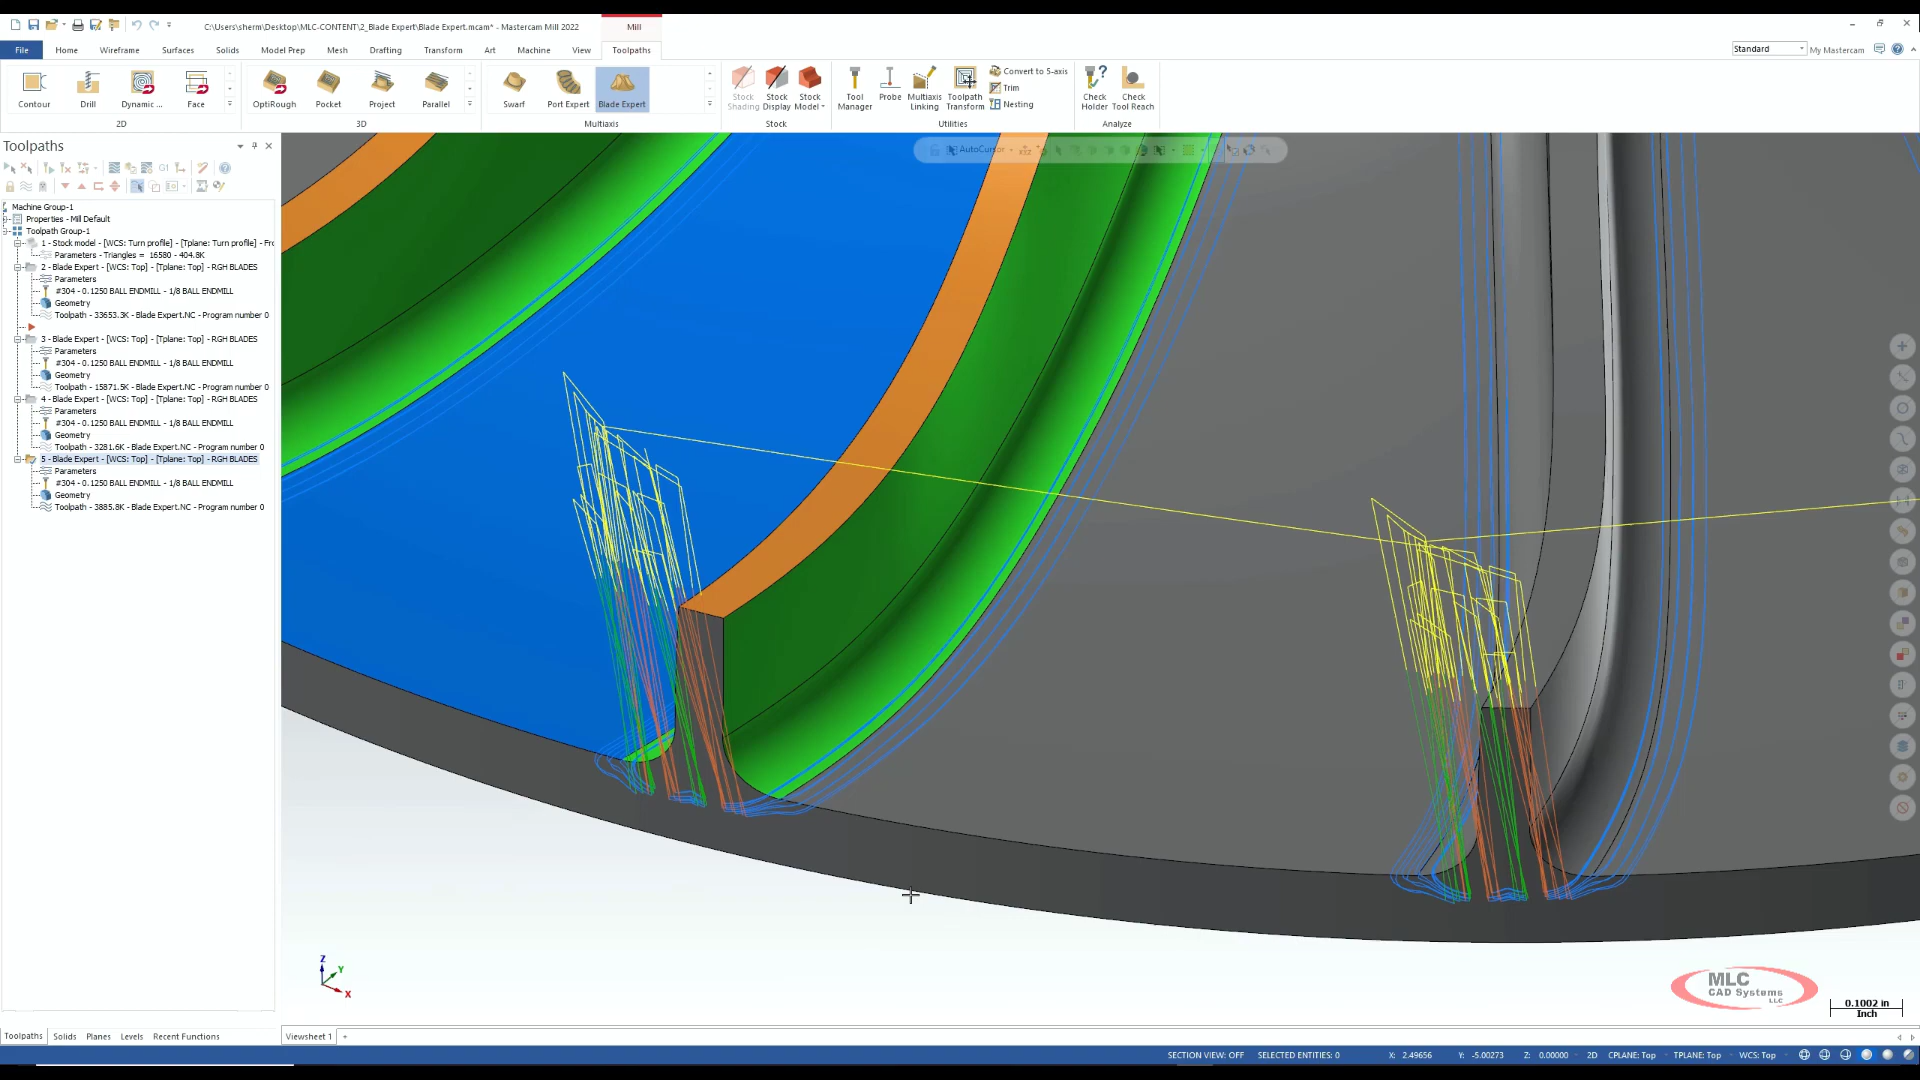 C:\Users\sherm\Desktop\MLC-CONTENT\2_Blade Expert\Blade Expert.mcam* - Mastercam Mill 2022
Mill
File Home Wireframe Surfaces Solids Model Prep Mesh Drafting Transform Art Machine View Toolpaths
Standard My Mastercam
Contour Drill Dynamic ... Face
2D
OptiRough Pocket Project Parallel
3D
Swarf Port Expert Blade Expert
Multiaxis
Stock Shading Stock Display Stock Model
Stock
Tool Manager Probe Multiaxis Linking Toolpath Transform
Convert to 5-axis
Trim
Nesting
Utilities
Check Holder Check Tool Reach
Analyze
Toolpaths
AutoCursor
G1
Machine Group-1
Properties - Mill Default
Toolpath Group-1
1 - Stock model - [WCS: Turn profile] - [Tplane: Turn profile] - Fr
Parameters - Triangles = 16580 - 404.8K
2 - Blade Expert - [WCS: Top] - [Tplane: Top] - RGH BLADES
Parameters
#304 - 0.1250 BALL ENDMILL - 1/8 BALL ENDMILL
Geometry
Toolpath - 33653.3K - Blade Expert.NC - Program number 0
3 - Blade Expert - [WCS: Top] - [Tplane: Top] - RGH BLADES
Parameters
#304 - 0.1250 BALL ENDMILL - 1/8 BALL ENDMILL
Geometry
Toolpath - 15871.5K - Blade Expert.NC - Program number 0
4 - Blade Expert - [WCS: Top] - [Tplane: Top] - RGH BLADES
Parameters
#304 - 0.1250 BALL ENDMILL - 1/8 BALL ENDMILL
Geometry
Toolpath - 3281.6K - Blade Expert.NC - Program number 0
5 - Blade Expert - [WCS: Top] - [Tplane: Top] - RGH BLADES
Parameters
#304 - 0.1250 BALL ENDMILL - 1/8 BALL ENDMILL
Geometry
Toolpath - 3885.8K - Blade Expert.NC - Program number 0
Z
Y
X
MLC
CAD Systems
LLC
0.1002 in
Inch
Toolpaths Solids Planes Levels Recent Functions
Viewsheet 1 +
SECTION VIEW: OFF SELECTED ENTITIES: 0 X: 2.49656 Y: -5.00273 Z: 0.00000 2D CPLANE: Top TPLANE: Top WCS: Top